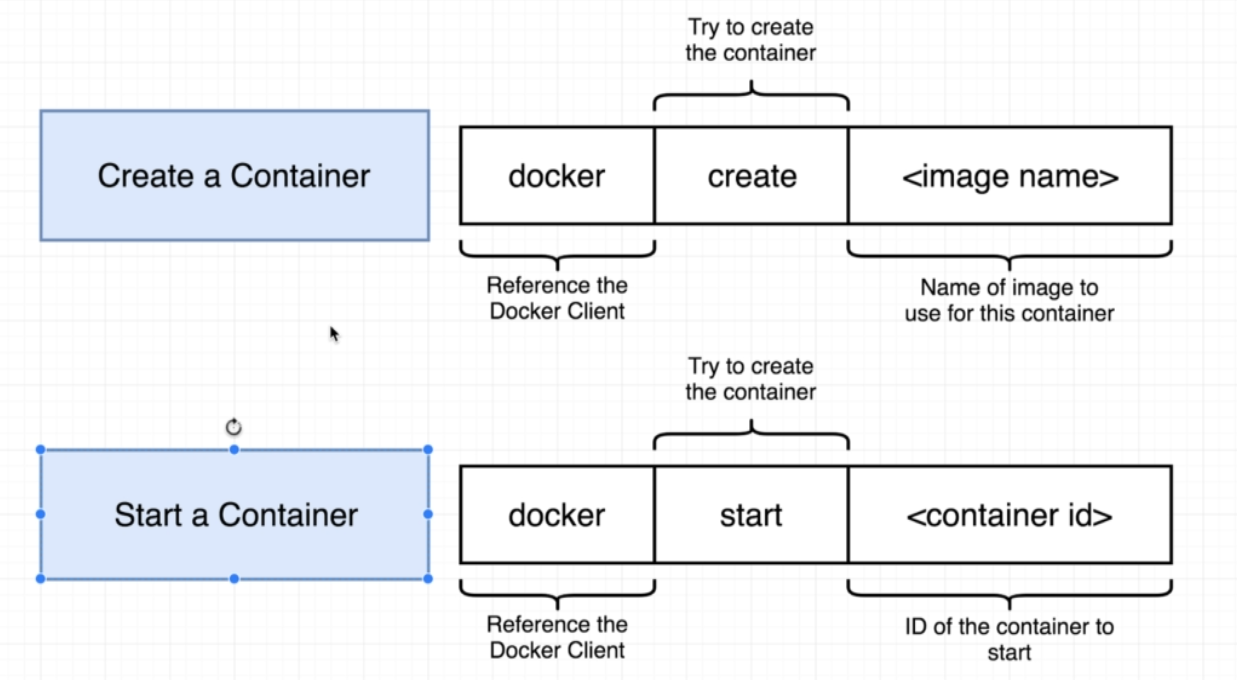 Try to create
the container
Create a Container
docker
create
<image name>
Reference the
Docker Client
Name of image to
use for this container
Try to create
the container
Start a Container
docker
start
<container id>
Reference the
Docker Client
ID of the container to
start